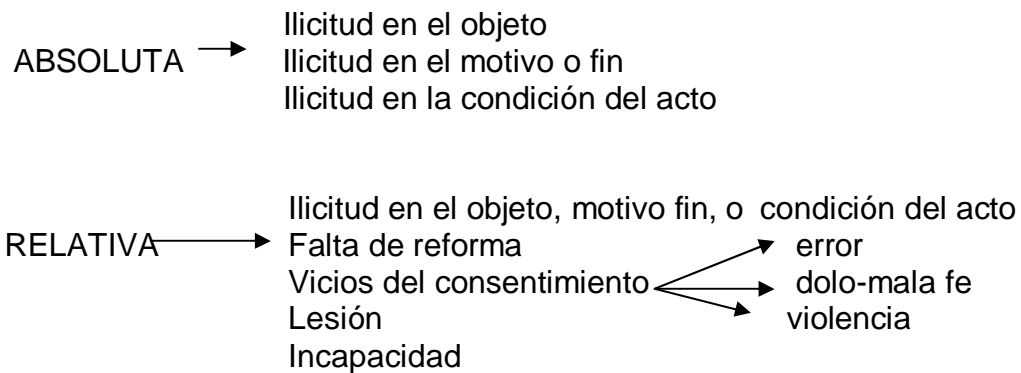 Ilicitud en el objeto
ABSOLUTA Ilicitud en el motivo o fin
Ilicitud en la condición del acto
Ilicitud en el objeto, motivo fin, o condición del acto
RELATIVA Falta de reforma error
Vicios del consentimiento dolo-mala fe
Lesión violencia
Incapacidad